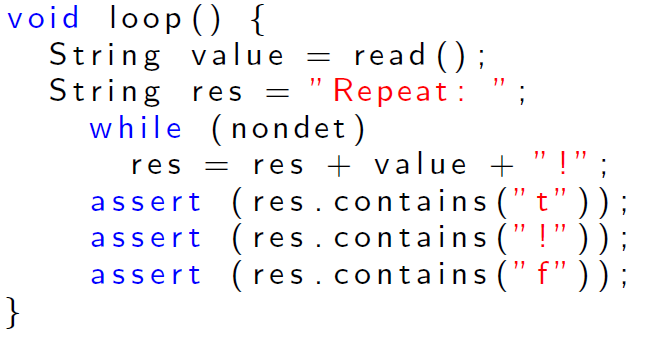 void loop() {
  String value = read();
  String res = "Repeat: ";
    while (nondet)
      res = res + value + "!";
    assert (res.contains("t"));
    assert (res.contains("!"));
    assert (res.contains("f"));
}